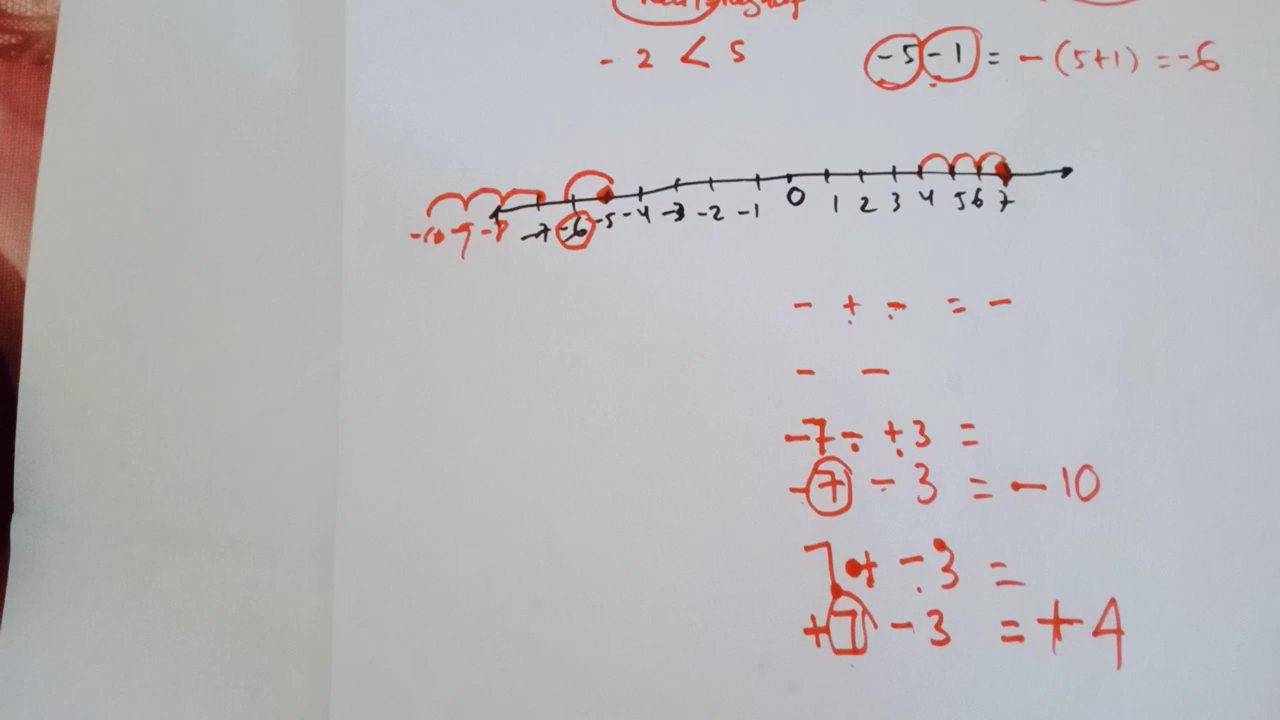 - 2 < 5
-5 -1 = -(5+1) = -6
-10 -9 -8 -7 -6 -5 -4 -3 -2 -1 0 1 2 3 4 5 6 7
- + - = -
- -
-7 - +3 =
-7 - 3 = -10
7 + -3 =
+7 - 3 = +4